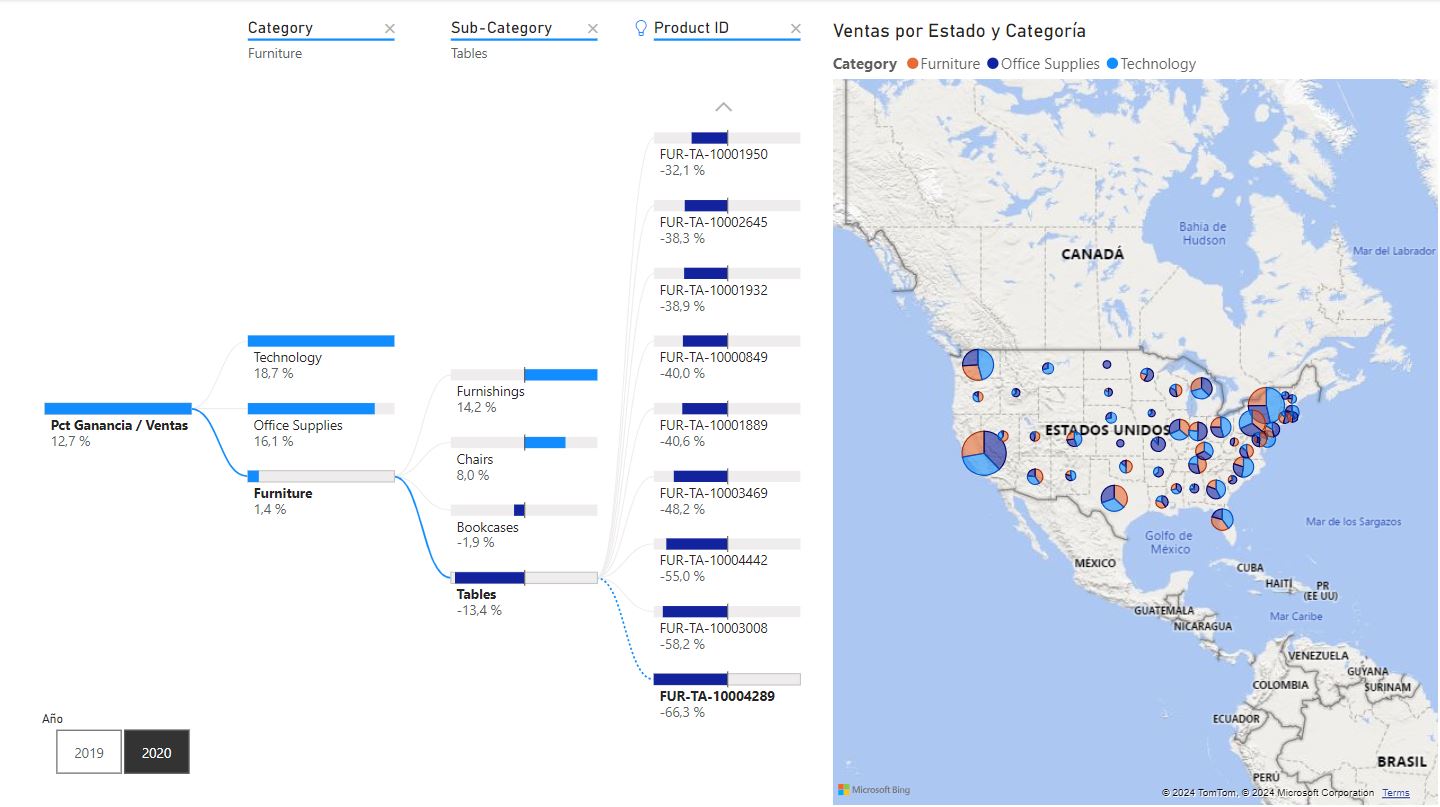 Category
Furniture
Sub-Category
Tables
Product ID
Pct Ganancia / Ventas
12,7 %
Technology
18,7 %
Office Supplies
16,1 %
Furniture
1,4 %
Furnishings
14,2 %
Chairs
8,0 %
Bookcases
-1,9 %
Tables
-13,4 %
FUR-TA-10001950
-32,1 %
FUR-TA-10002645
-38,3 %
FUR-TA-10001932
-38,9 %
FUR-TA-10000849
-40,0 %
FUR-TA-10001889
-40,6 %
FUR-TA-10003469
-48,2 %
FUR-TA-10004442
-55,0 %
FUR-TA-10003008
-58,2 %
FUR-TA-10004289
-66,3 %
Año
2019
2020
Ventas por Estado y Categoría
Category Furniture Office Supplies Technology
Bahía de
Hudson
Mar del Labrador
CANADÁ
ESTADOS UNIDOS
Mar de los Sargazos
Golfo de
México
MÉXICO
CUBA
HAITÍ
PR
(EE UU)
GUATEMALA
Mar Caribe
NICARAGUA
VENEZUELA
GUYANA
COLOMBIA
SURINAM
ECUADOR
BRASIL
PERÚ
Microsoft Bing
© 2024 TomTom, © 2024 Microsoft Corporation Terms